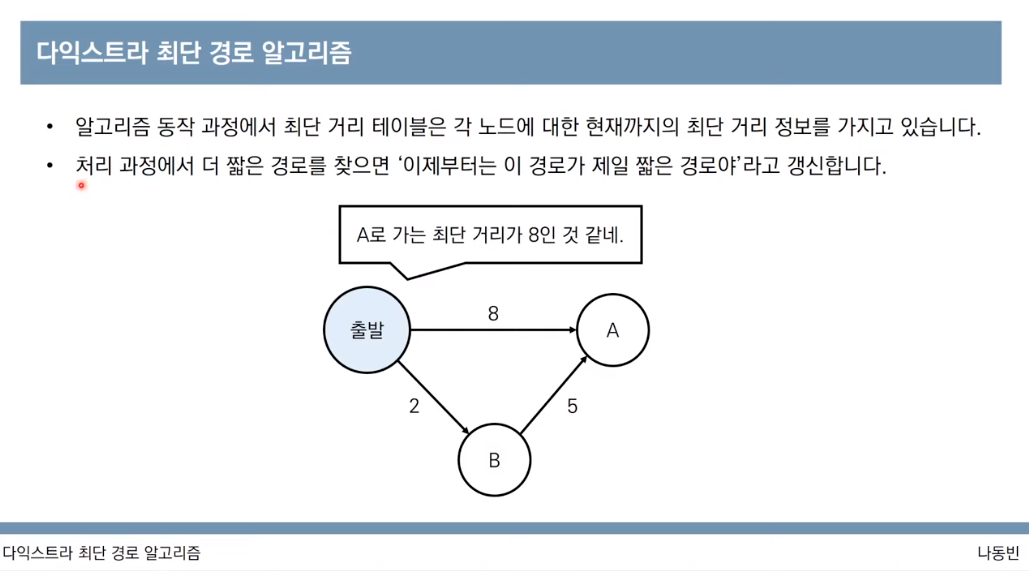 다익스트라 최단 경로 알고리즘
• 알고리즘 동작 과정에서 최단 거리 테이블은 각 노드에 대한 현재까지의 최단 거리 정보를 가지고 있습니다.
• 처리 과정에서 더 짧은 경로를 찾으면 ‘이제부터는 이 경로가 제일 짧은 경로야’라고 갱신합니다.
A로 가는 최단 거리가 8인 것 같네.
출발 8 A
2 5
B
다익스트라 최단 경로 알고리즘 나동빈